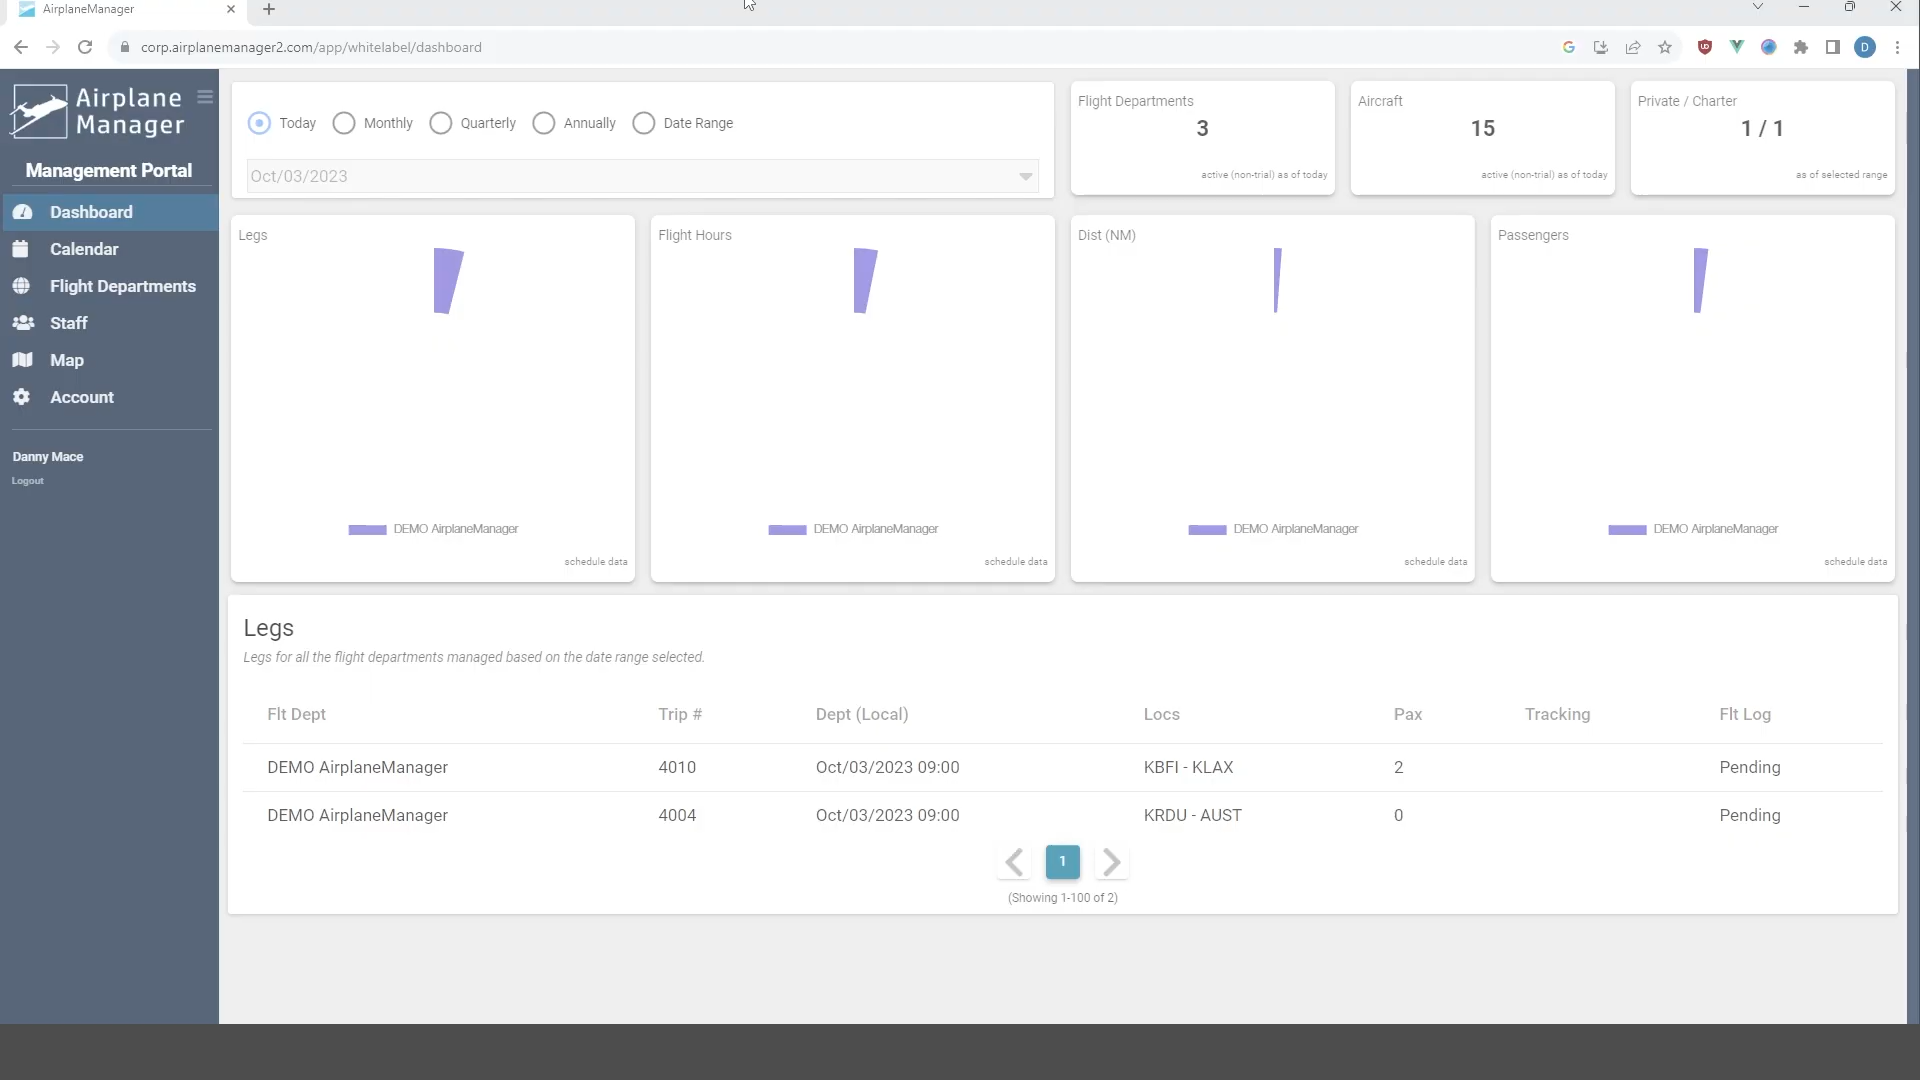 AirplaneManager
corp.airplanemanager2.com/app/whitelabel/dashboard
D
Airplane
Manager
Management Portal
Dashboard
Calendar
Flight Departments
Staff
Map
Account
Danny Mace
Logout
Today Monthly Quarterly Annually Date Range
Oct/03/2023
Flight Departments
3
active (non-trial) as of today
Aircraft
15
active (non-trial) as of today
Private / Charter
1 / 1
as of selected range
Legs
DEMO AirplaneManager
schedule data
Flight Hours
DEMO AirplaneManager
schedule data
Dist (NM)
DEMO AirplaneManager
schedule data
Passengers
DEMO AirplaneManager
schedule data
Legs
Legs for all the flight departments managed based on the date range selected.
Flt Dept Trip # Dept (Local) Locs Pax Tracking Flt Log
DEMO AirplaneManager 4010 Oct/03/2023 09:00 KBFI - KLAX 2 Pending
DEMO AirplaneManager 4004 Oct/03/2023 09:00 KRDU - AUST 0 Pending
1
(Showing 1-100 of 2)